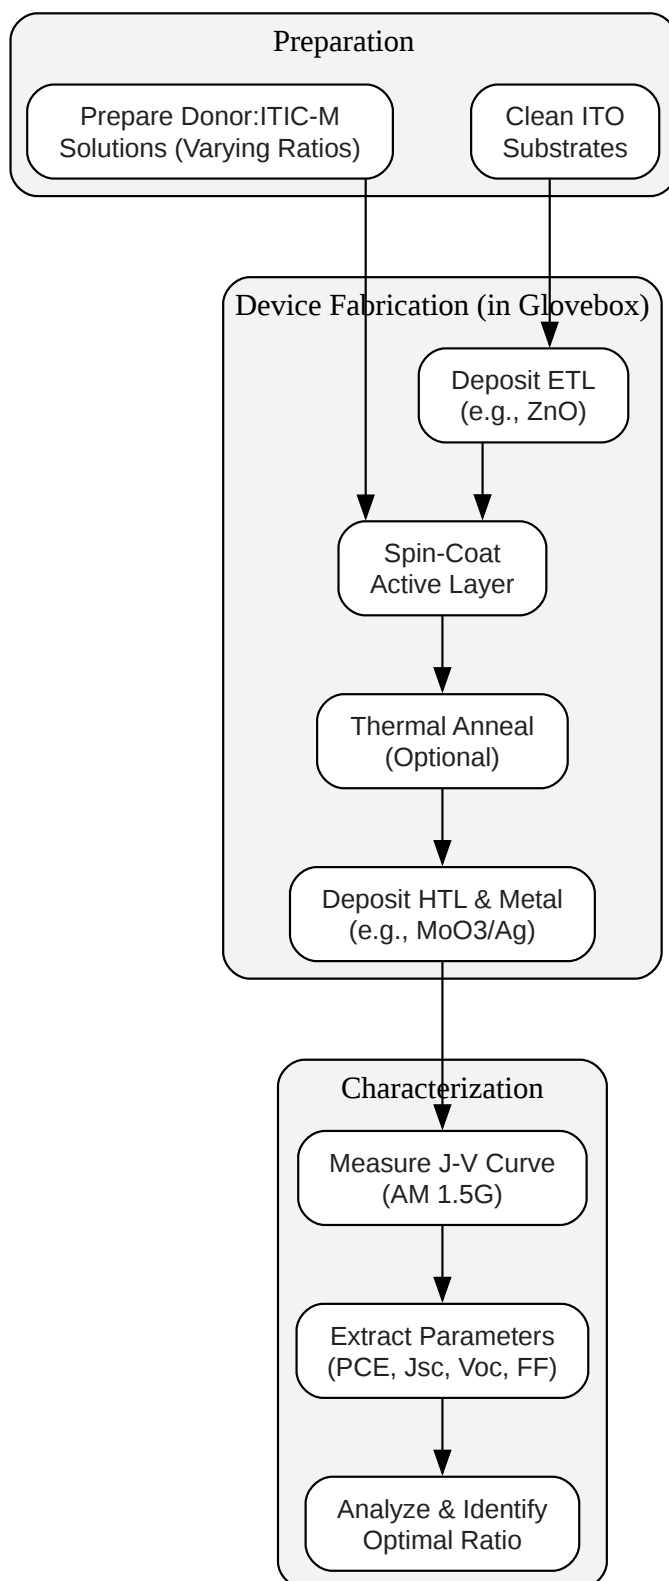 Preparation
Prepare Donor:ITIC-M
Solutions (Varying Ratios)
Clean ITO
Substrates
Device Fabrication (in Glovebox)
Deposit ETL
(e.g., ZnO)
Spin-Coat
Active Layer
Thermal Anneal
(Optional)
Deposit HTL & Metal
(e.g., MoO3/Ag)
Characterization
Measure J-V Curve
(AM 1.5G)
Extract Parameters
(PCE, Jsc, Voc, FF)
Analyze & Identify
Optimal Ratio